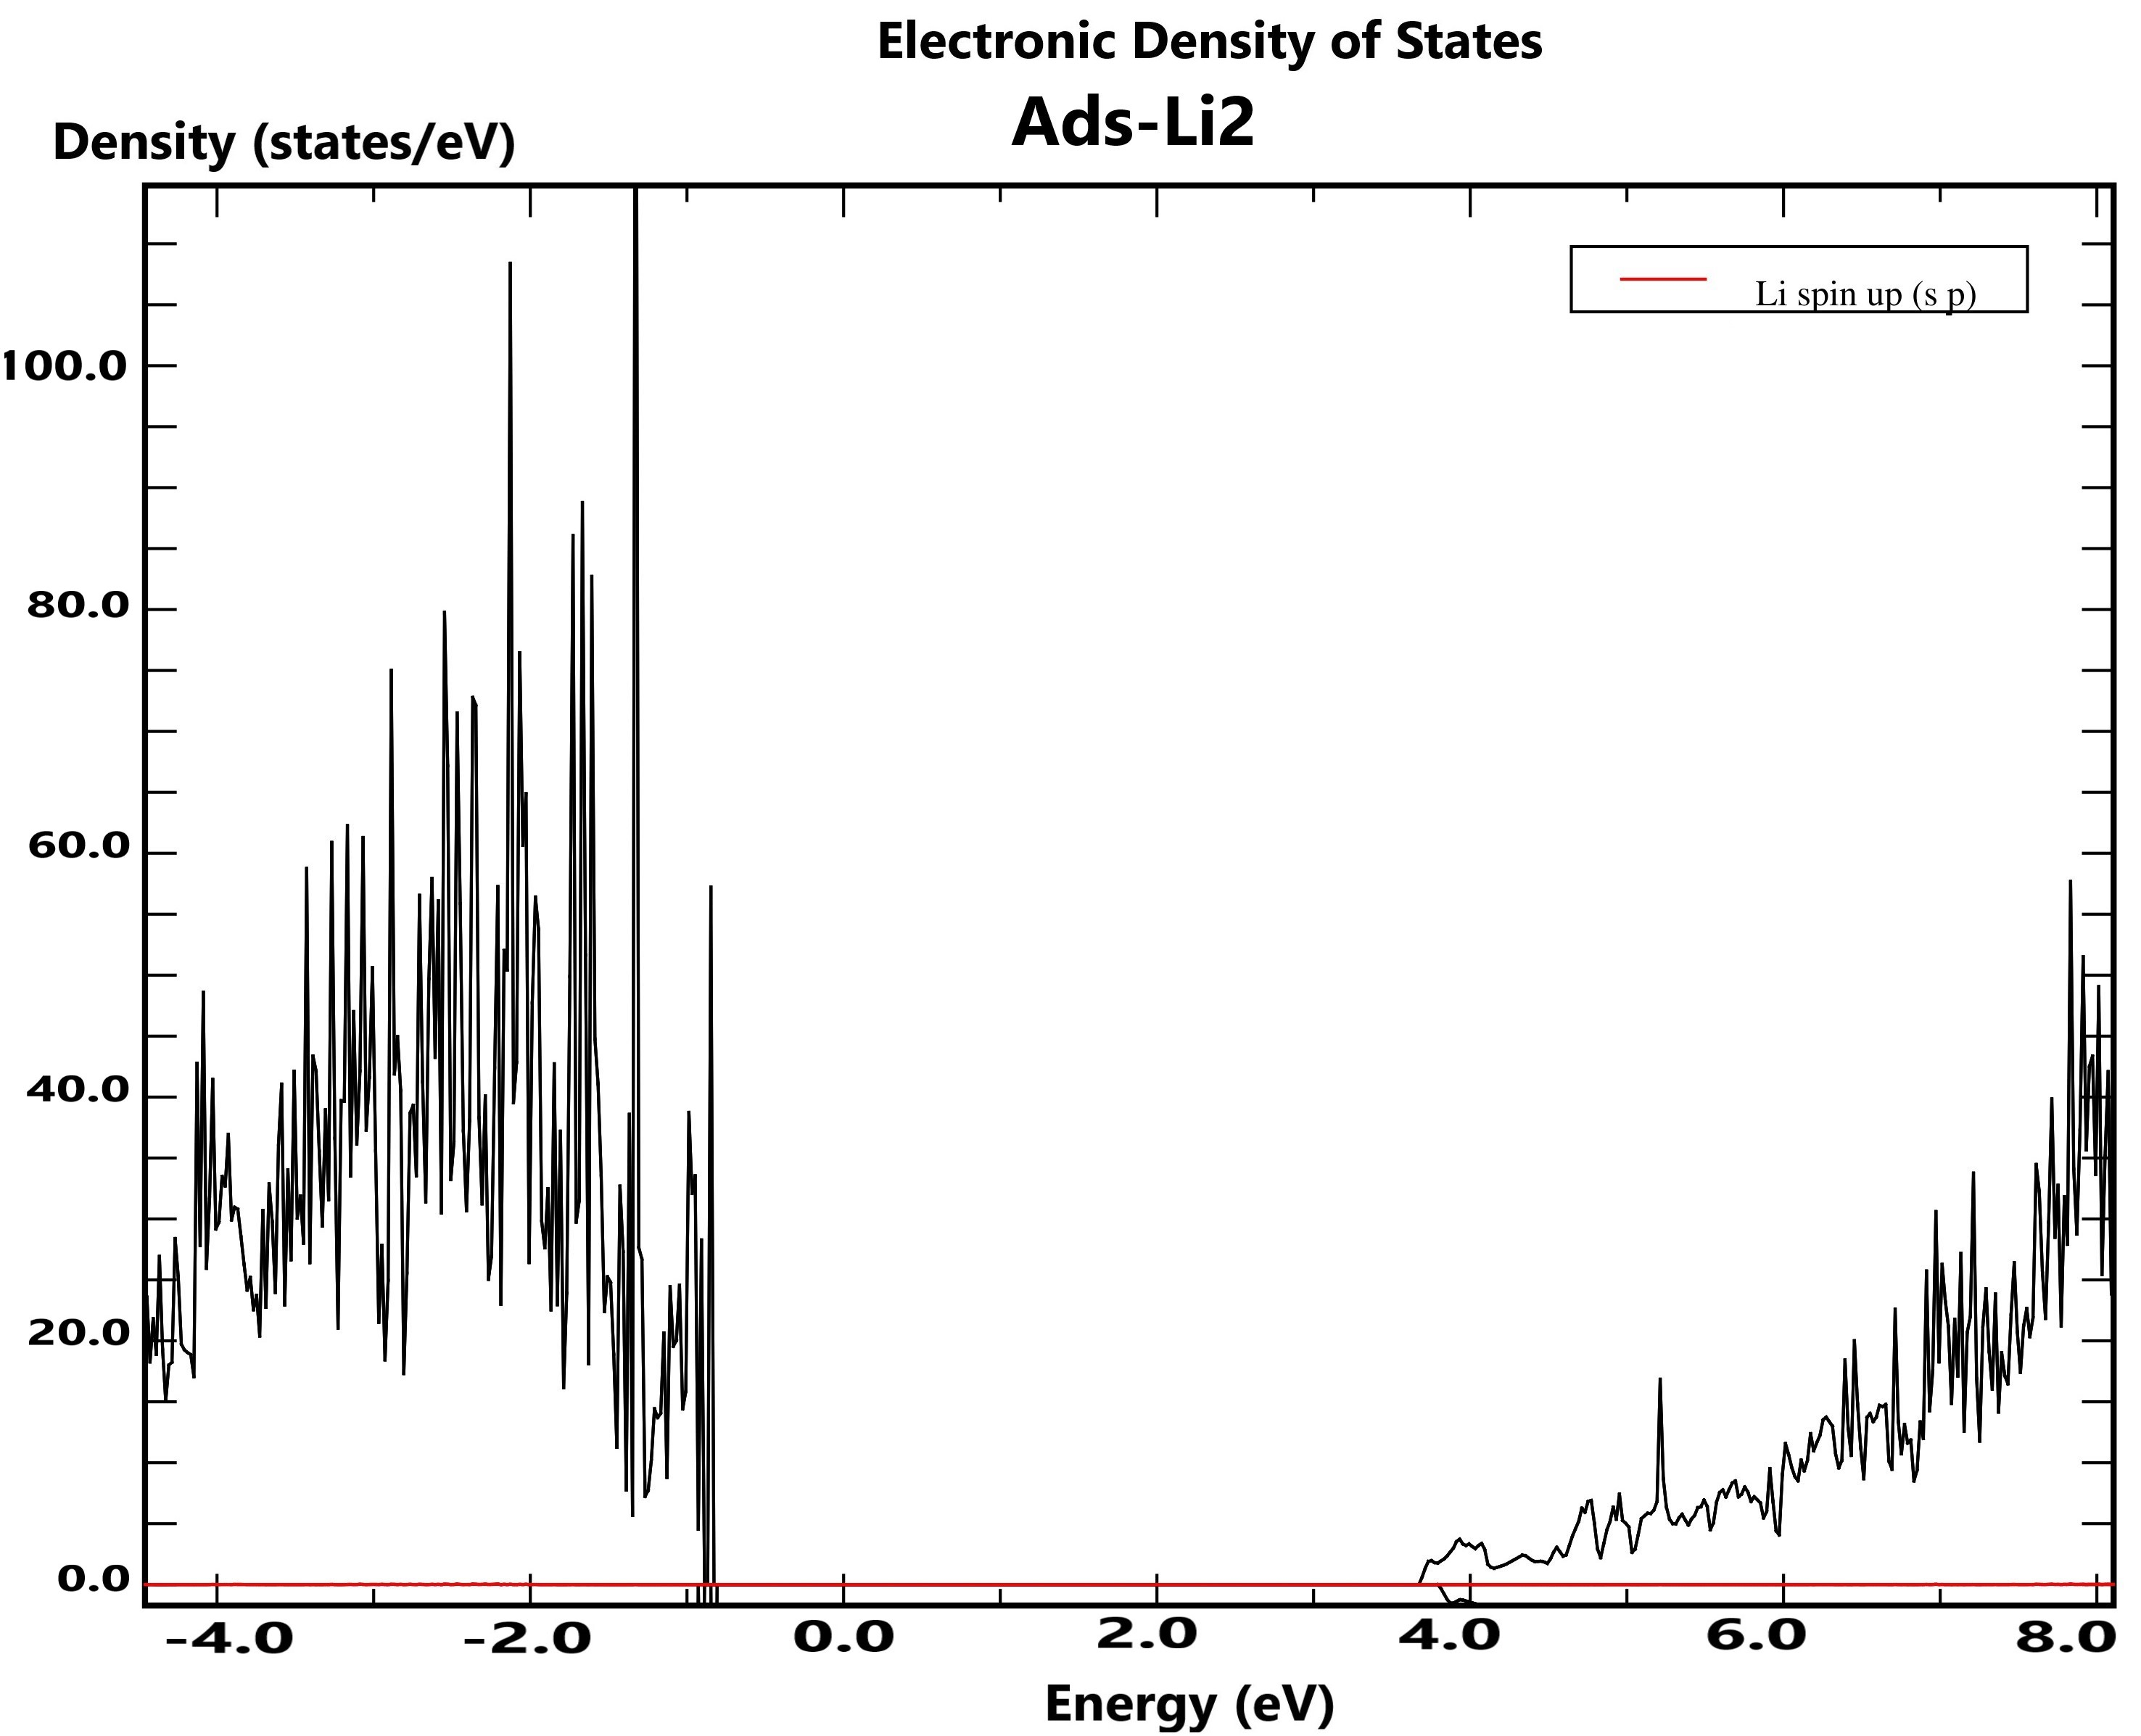 Electronic Density of States
Ads-Li2
Density (states/eV)
Li spin up (s p)
100.0
80.0
60.0
40.0
20.0
0.0
-4.0 -2.0 0.0 2.0 4.0 6.0 8.0
Energy (eV)